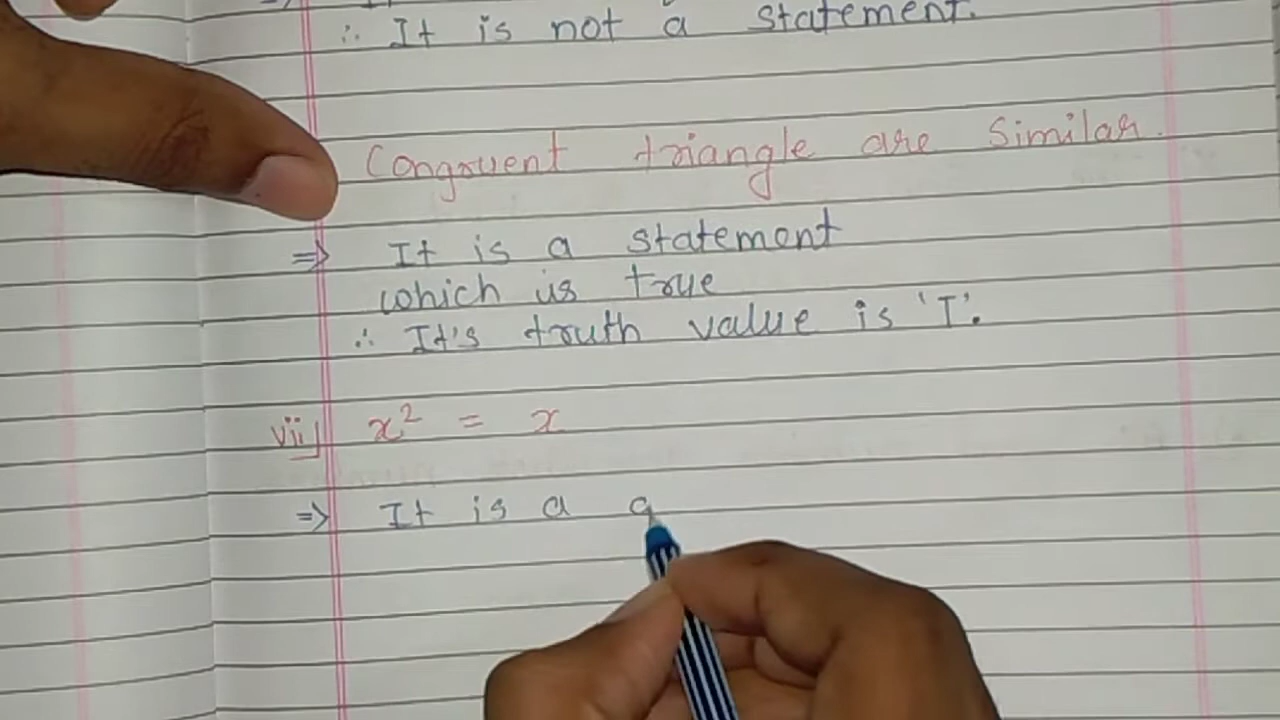 ∴ It is not a statement.
Congruent triangle are Similar.
⇒ It is a statement
which is true
∴ It's truth value is 'T'.
vii) x² = x
⇒ It is a